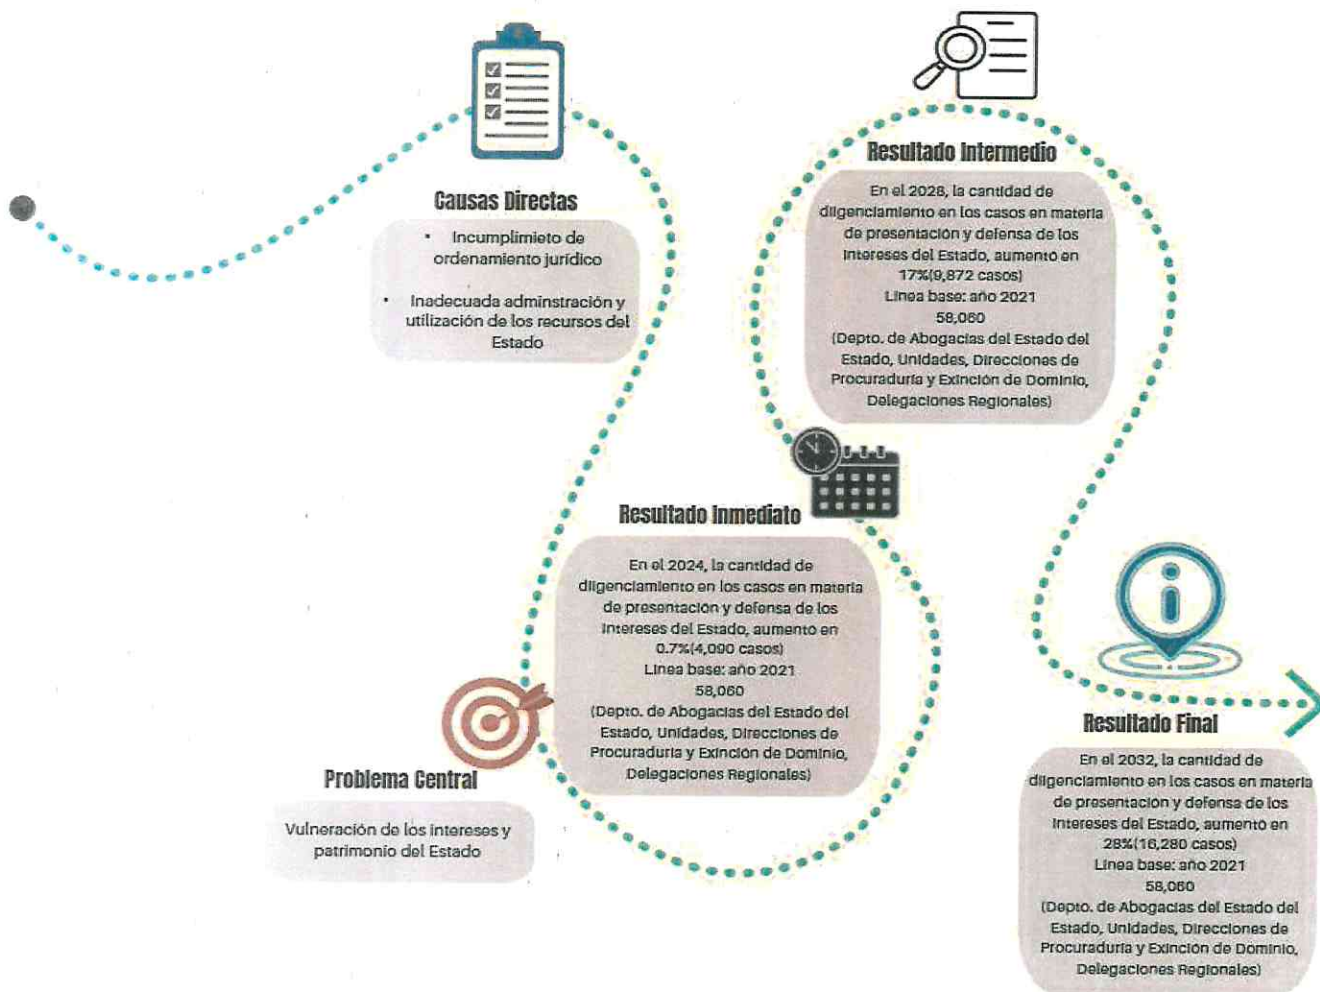 Causas Directas
• Incumplimieto de
ordenamiento jurídico
• Inadecuada adminstración y
utilización de los recursos del
Estado
Problema Central
Vulneración de los intereses y
patrimonio del Estado
Resultado Inmediato
En el 2024, la cantidad de
diligenciamiento en los casos en materia
de presentación y defensa de los
Intereses del Estado, aumento en
0.7%(4,090 casos)
Línea base: año 2021
58,060
(Depto. de Abogacías del Estado del
Estado, Unidades, Direcciones de
Procuraduría y Exinción de Dominio,
Delegaciones Regionales)
Resultado Intermedio
En el 2028, la cantidad de
diligenciamiento en los casos en materia
de presentación y defensa de los
Intereses del Estado, aumento en
17%(9,872 casos)
Línea base: año 2021
58,060
(Depto. de Abogacías del Estado del
Estado, Unidades, Direcciones de
Procuraduría y Exinción de Dominio,
Delegaciones Regionales)
Resultado Final
En el 2032, la cantidad de
diligenciamiento en los casos en materia
de presentación y defensa de los
Intereses del Estado, aumento en
28%(16,280 casos)
Línea base: año 2021
58,060
(Depto. de Abogacías del Estado del
Estado, Unidades, Direcciones de
Procuraduría y Exinción de Dominio,
Delegaciones Regionales)